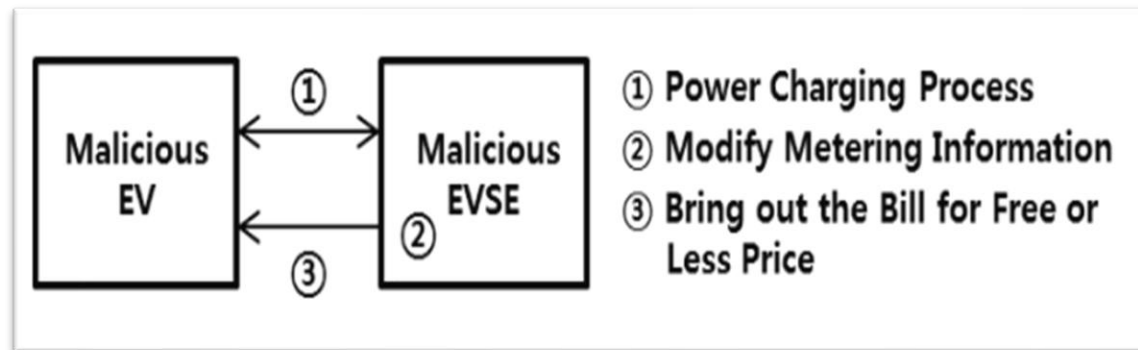 Malicious
EV
①
③
Malicious
EVSE
②
① Power Charging Process
② Modify Metering Information
③ Bring out the Bill for Free or
Less Price